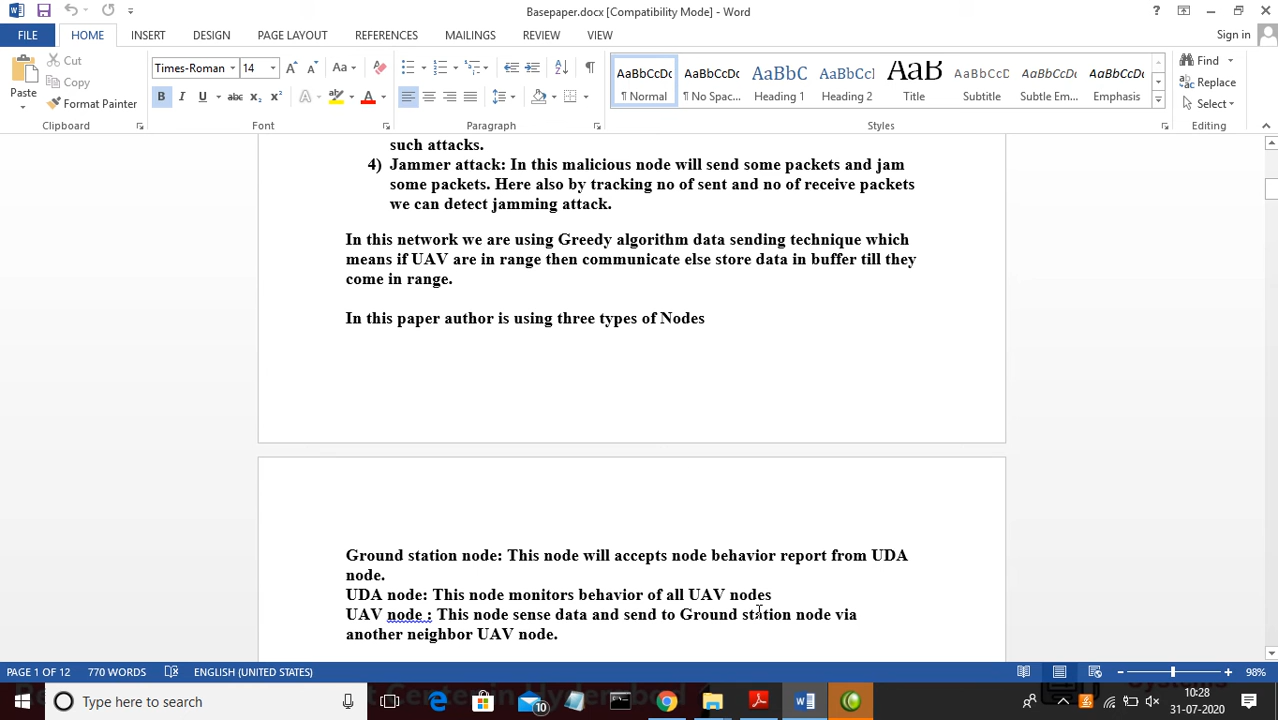 Basepaper.docx [Compatibility Mode] - Word
FILE HOME INSERT DESIGN PAGE LAYOUT REFERENCES MAILINGS REVIEW VIEW Sign in
Paste Cut Copy Format Painter
Clipboard
Times-Roman 14
Font
Paragraph
AaBbCcDc AaBbCcDc AaBbC AaBbCcl AaB AaBbCcDc AaBbCcDc AaBbCcDc
¶ Normal ¶ No Spac... Heading 1 Heading 2 Title Subtitle Subtle Em... Emphasis
Styles
Find
Replace
Select
Editing
such attacks.
4) Jammer attack: In this malicious node will send some packets and jam
some packets. Here also by tracking no of sent and no of receive packets
we can detect jamming attack.
In this network we are using Greedy algorithm data sending technique which
means if UAV are in range then communicate else store data in buffer till they
come in range.
In this paper author is using three types of Nodes
Ground station node: This node will accepts node behavior report from UDA
node.
UDA node: This node monitors behavior of all UAV nodes
UAV node : This node sense data and send to Ground station node via
another neighbor UAV node.
PAGE 1 OF 12 770 WORDS ENGLISH (UNITED STATES) 98%
Type here to search
10
10:28
31-07-2020